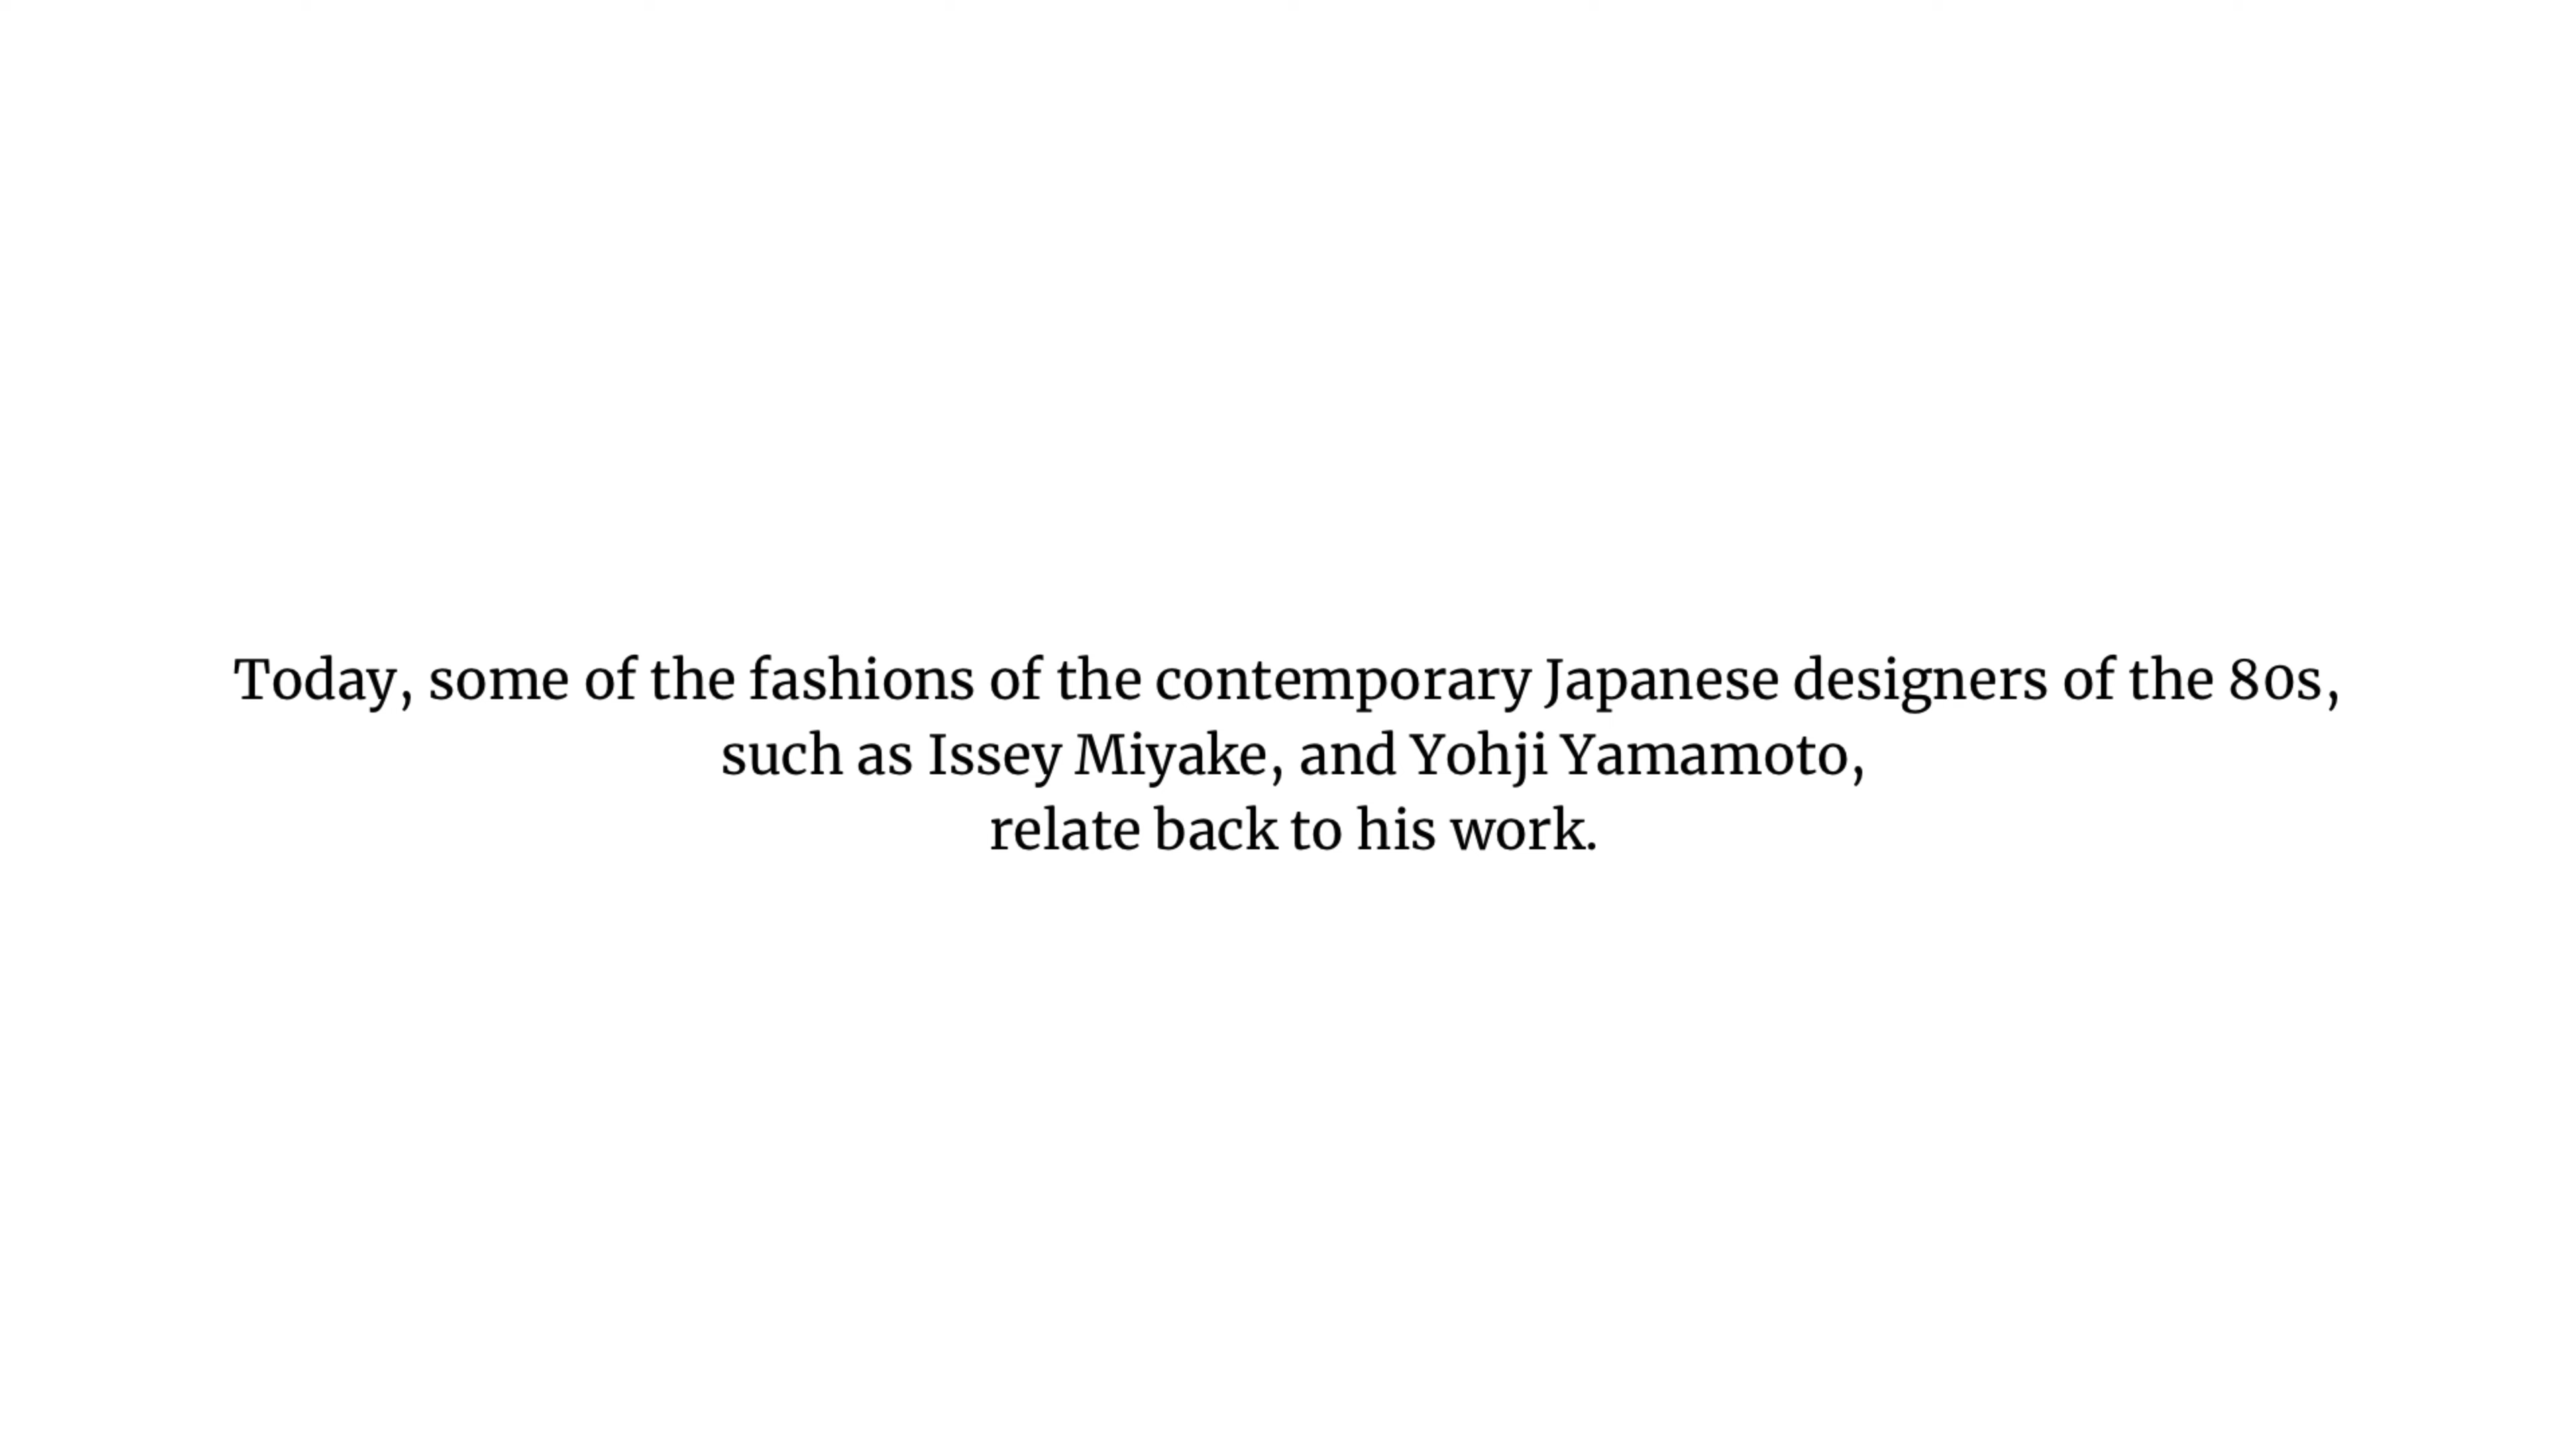 Today, some of the fashions of the contemporary Japanese designers of the 80s,
such as Issey Miyake, and Yohji Yamamoto,
relate back to his work.